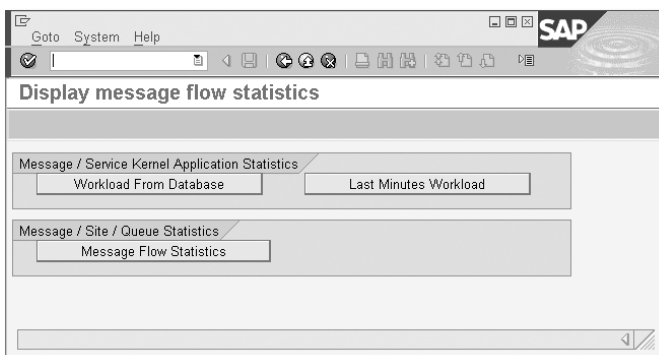 Goto System Help
SAP
Display message flow statistics
Message / Service Kernel Application Statistics
Workload From Database Last Minutes Workload
Message / Site / Queue Statistics
Message Flow Statistics